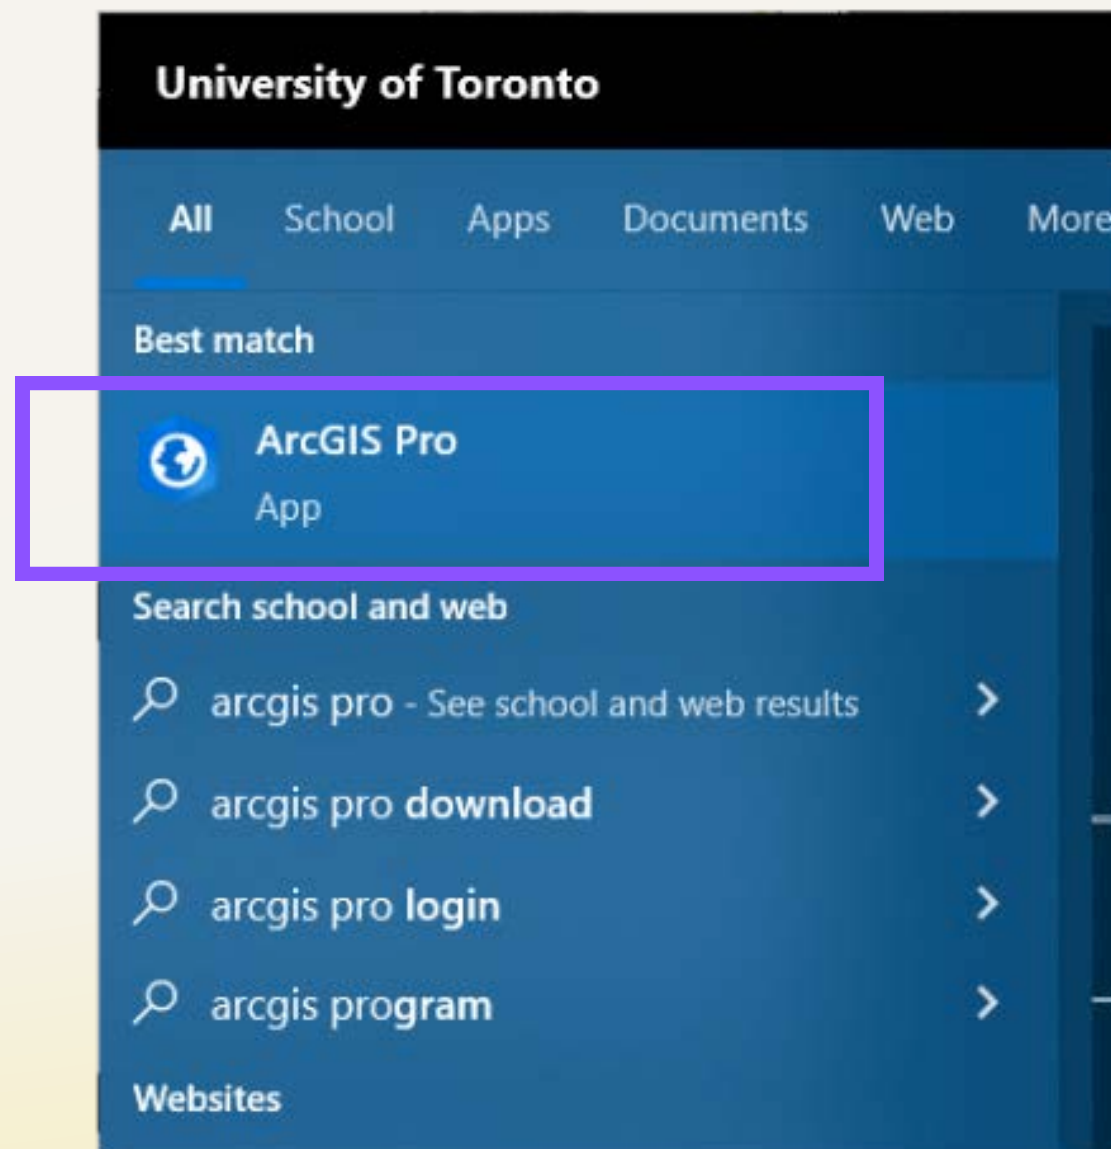 University of Toronto
All School Apps Documents Web More
Best match
ArcGIS Pro
App
Search school and web
arcgis pro - See school and web results
arcgis pro download
arcgis pro login
arcgis program
Websites